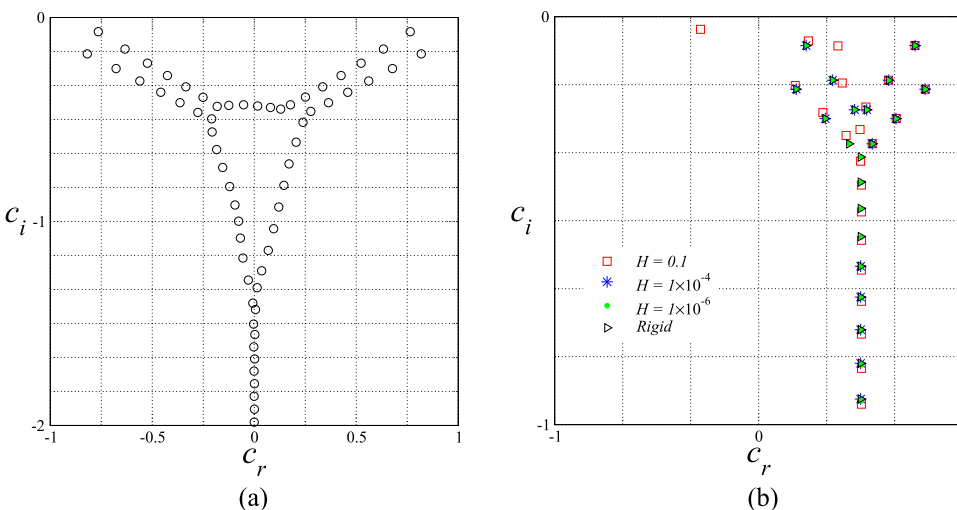 0
-1
-2
c_i
-1
-0.5
0
0.5
1
c_r
(a)
0
-1
c_i
-1
0
c_r
H = 0.1
H = 1×10^-4
H = 1×10^-6
Rigid
(b)